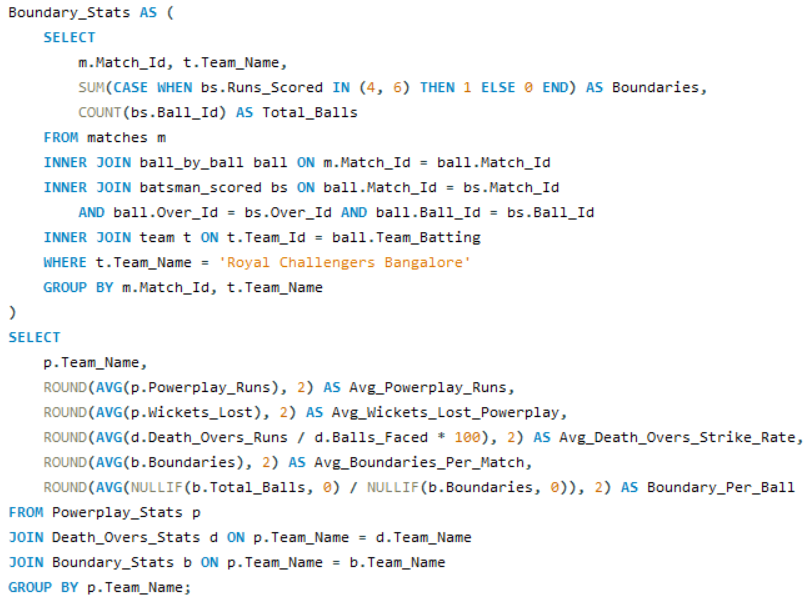 Boundary_Stats AS (
    SELECT
        m.Match_Id, t.Team_Name,
        SUM(CASE WHEN bs.Runs_Scored IN (4, 6) THEN 1 ELSE 0 END) AS Boundaries,
        COUNT(bs.Ball_Id) AS Total_Balls
    FROM matches m
    INNER JOIN ball_by_ball ball ON m.Match_Id = ball.Match_Id
    INNER JOIN batsman_scored bs ON ball.Match_Id = bs.Match_Id
        AND ball.Over_Id = bs.Over_Id AND ball.Ball_Id = bs.Ball_Id
    INNER JOIN team t ON t.Team_Id = ball.Team_Batting
    WHERE t.Team_Name = 'Royal Challengers Bangalore'
    GROUP BY m.Match_Id, t.Team_Name
)
SELECT
    p.Team_Name,
    ROUND(AVG(p.Powerplay_Runs), 2) AS Avg_Powerplay_Runs,
    ROUND(AVG(p.Wickets_Lost), 2) AS Avg_Wickets_Lost_Powerplay,
    ROUND(AVG(d.Death_Overs_Runs / d.Balls_Faced * 100), 2) AS Avg_Death_Overs_Strike_Rate,
    ROUND(AVG(b.Boundaries), 2) AS Avg_Boundaries_Per_Match,
    ROUND(AVG(NULLIF(b.Total_Balls, 0) / NULLIF(b.Boundaries, 0)), 2) AS Boundary_Per_Ball
FROM Powerplay_Stats p
JOIN Death_Overs_Stats d ON p.Team_Name = d.Team_Name
JOIN Boundary_Stats b ON p.Team_Name = b.Team_Name
GROUP BY p.Team_Name;